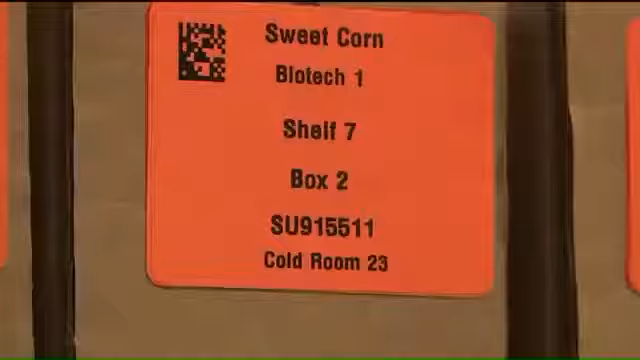 Sweet Corn
Biotech 1
Shelf 7
Box 2
SU915511
Cold Room 23